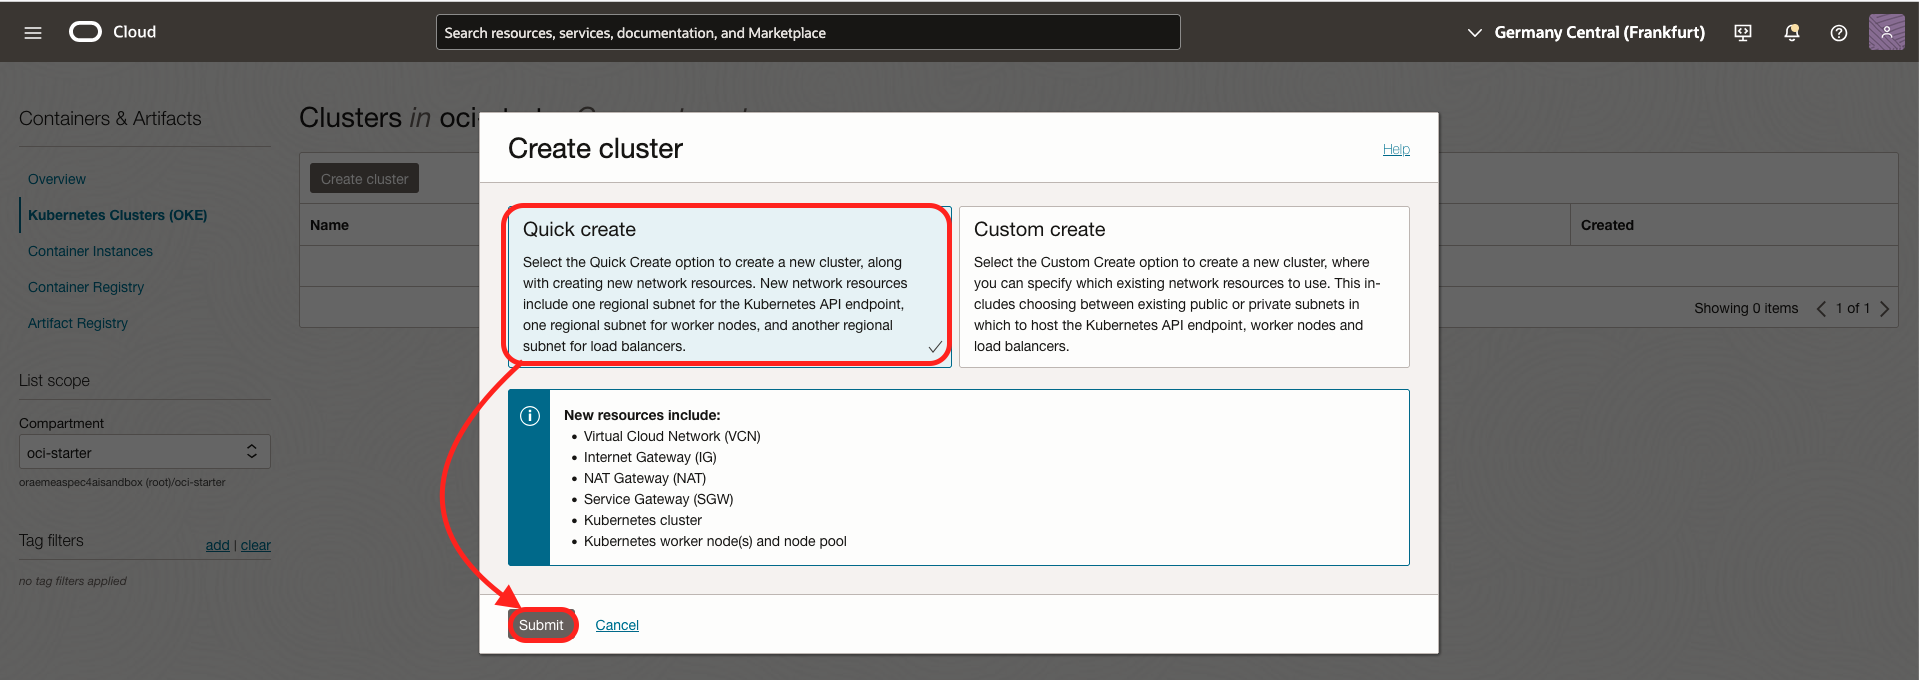 Cloud
Search resources, services, documentation, and Marketplace
Germany Central (Frankfurt)
Containers & Artifacts
Overview
Kubernetes Clusters (OKE)
Container Instances
Container Registry
Artifact Registry
List scope
Compartment
oci-starter
oraemeaspec4aisandbox (root)/oci-starter
Tag filters
add | clear
no tag filters applied
Clusters in oci-
Create cluster
Name
Created
Showing 0 items
1 of 1
Create cluster
Help
Quick create
Select the Quick Create option to create a new cluster, along
with creating new network resources. New network resources
include one regional subnet for the Kubernetes API endpoint,
one regional subnet for worker nodes, and another regional
subnet for load balancers.
Custom create
Select the Custom Create option to create a new cluster, where
you can specify which existing network resources to use. This in-
cludes choosing between existing public or private subnets in
which to host the Kubernetes API endpoint, worker nodes and
load balancers.
New resources include:
• Virtual Cloud Network (VCN)
• Internet Gateway (IG)
• NAT Gateway (NAT)
• Service Gateway (SGW)
• Kubernetes cluster
• Kubernetes worker node(s) and node pool
Submit
Cancel